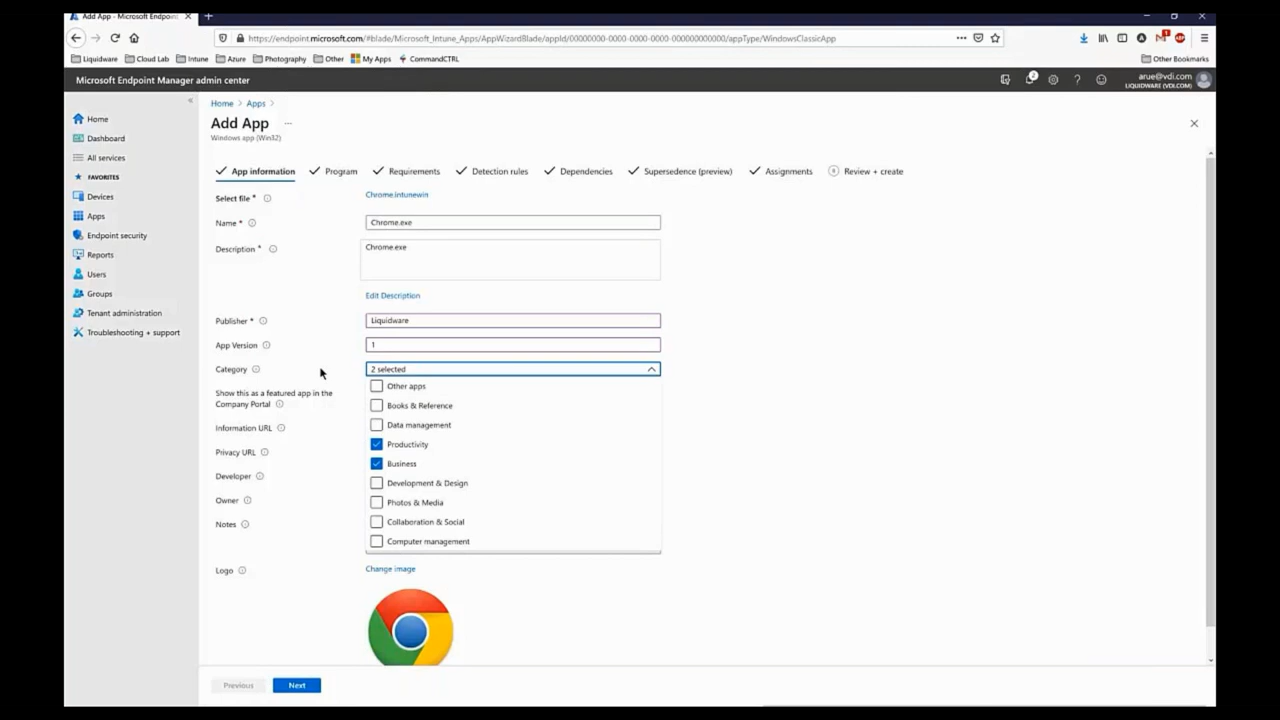 Add App - Microsoft Endpoin
https://endpoint.microsoft.com/#blade/Microsoft_Intune_Apps/AppWizardBlade/appId/00000000-0000-0000-0000-000000000000/appType/WindowsClassicApp
Liquidware Cloud Lab Intune Azure Photography Other My Apps CommandCTRL Other Bookmarks
Microsoft Endpoint Manager admin center
2
arue@vdi.com
LIQUIDWARE (VDI.COM)
Home
Dashboard
All services
FAVORITES
Devices
Apps
Endpoint security
Reports
Users
Groups
Tenant administration
Troubleshooting + support
Home > Apps >
Add App ...
Windows app (Win32)
App information Program Requirements Detection rules Dependencies Supersedence (preview) Assignments 8 Review + create
Select file * Chrome.intunewin
Name * Chrome.exe
Description * Chrome.exe
Edit Description
Publisher * Liquidware
App Version 1
Category 2 selected
Other apps
Books & Reference
Data management
Productivity
Business
Development & Design
Photos & Media
Collaboration & Social
Computer management
Show this as a featured app in the
Company Portal
Information URL
Privacy URL
Developer
Owner
Notes
Logo Change image
Previous Next